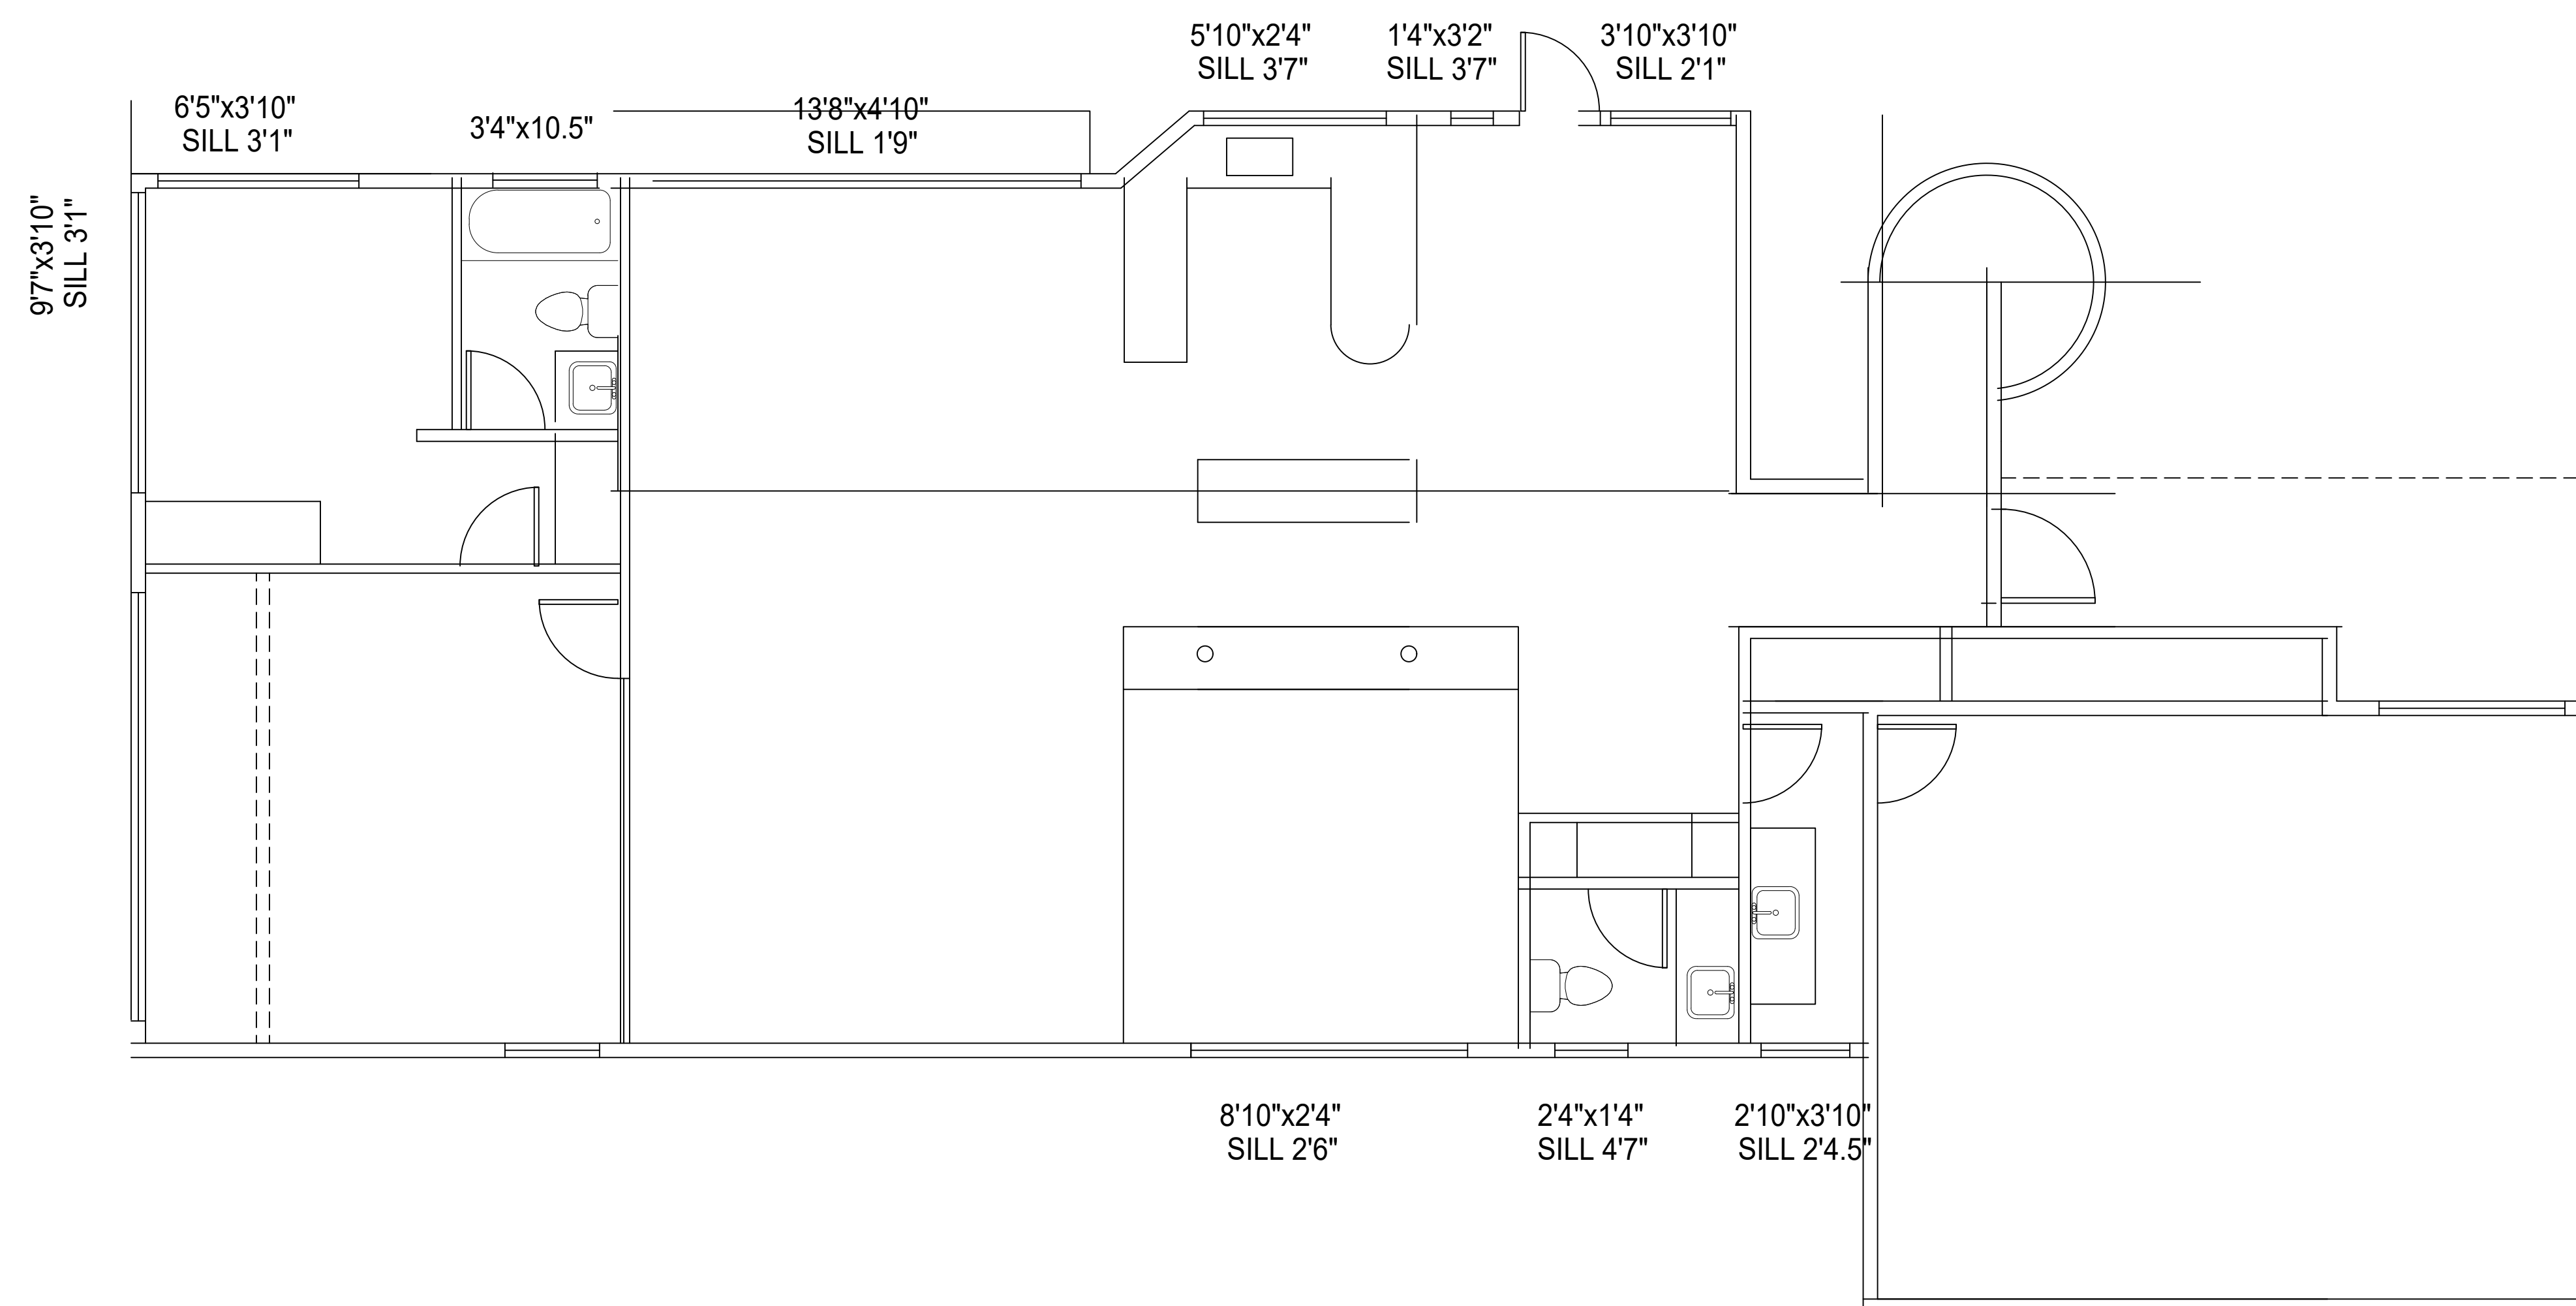 5'10"x2'4"
SILL 3'7"
1'4"x3'2"
SILL 3'7"
3'10"x3'10"
SILL 2'1"
6'5"x3'10"
SILL 3'1"
3'4"x10.5"
13'8"x4'10"
SILL 1'9"
9'7"x3'10"
SILL 3'1"
8'10"x2'4"
SILL 2'6"
2'4"x1'4"
SILL 4'7"
2'10"x3'10"
SILL 2'4.5"